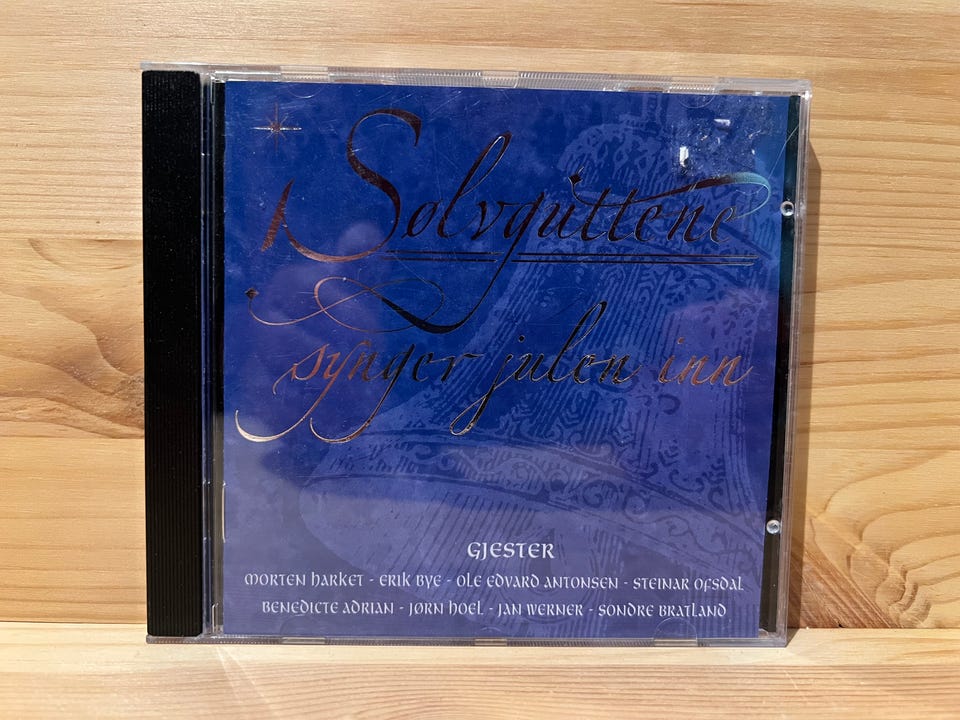 Sølvguttene
synger julen inn
GJESTER
MORTEN HARKET - ERIK BYE - OLE EDVARD ANTONSEN - STEINAR OFSDAL
BENEDICTE ADRIAN - JØRN HOEL - JAN WERNER - SONDRE BRATLAND